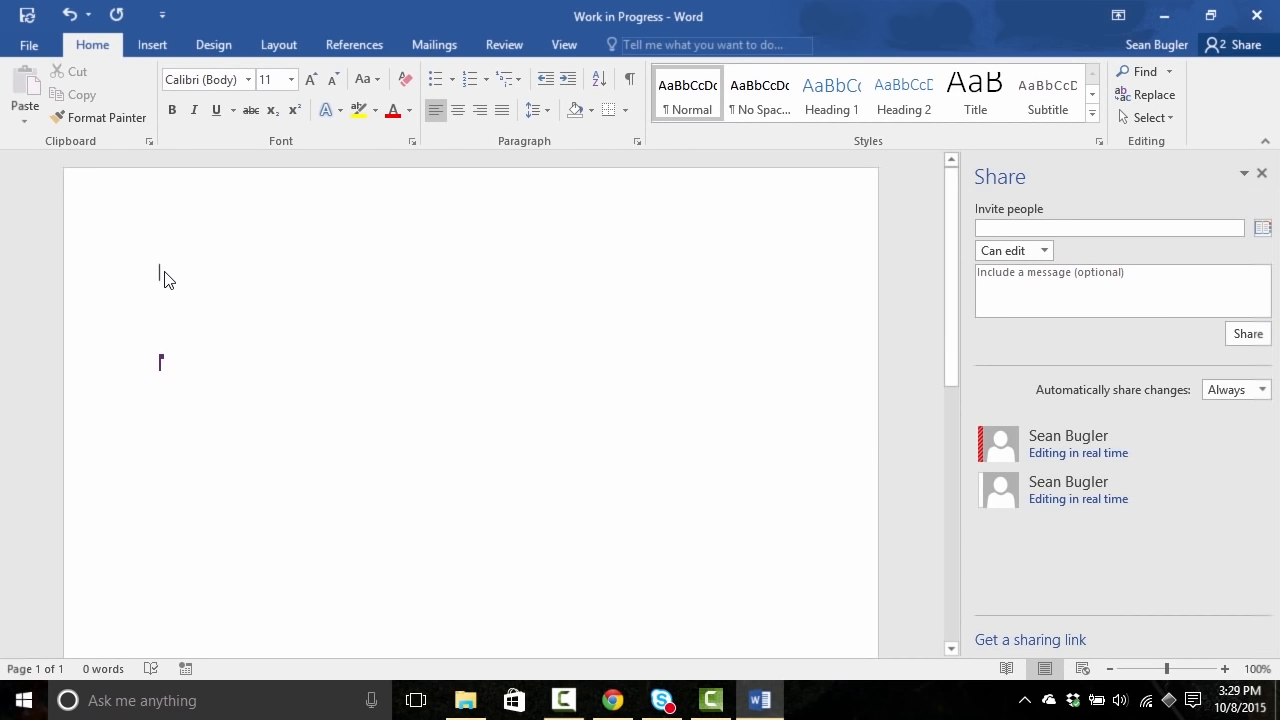 Work in Progress - Word
File Home Insert Design Layout References Mailings Review View Tell me what you want to do... Sean Bugler 2 Share
Paste
Cut
Copy
Format Painter
Clipboard
Calibri (Body) 11 Aa
B I U abc x₂ x² A A
Font
Paragraph
AaBbCcDc AaBbCcDc AaBbCc AaBbCcD AaB AaBbCcD
¶ Normal ¶ No Spac... Heading 1 Heading 2 Title Subtitle
Styles
Find
Replace
Select
Editing
Share
Invite people
Can edit
Include a message (optional)
Share
Automatically share changes: Always
Sean Bugler
Editing in real time
Sean Bugler
Editing in real time
Get a sharing link
Page 1 of 1 0 words 100%
Ask me anything
3:29 PM
10/8/2015